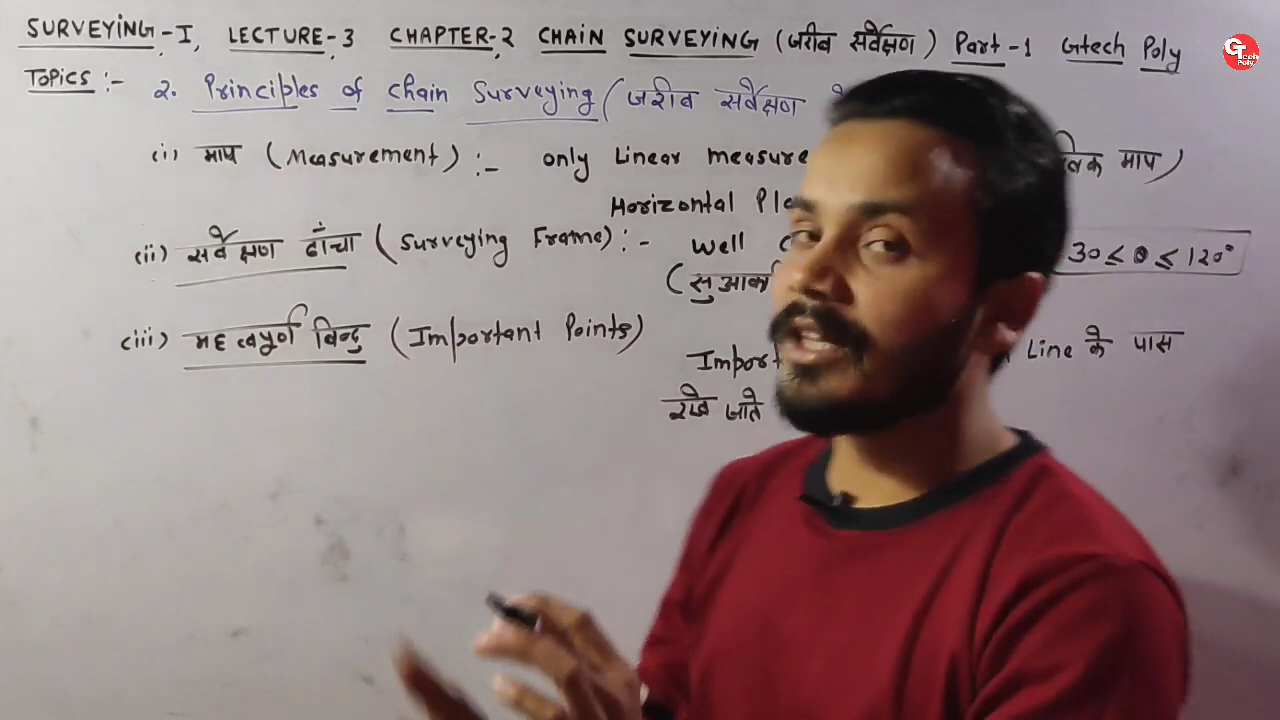 SURVEYING-I, LECTURE-3 CHAPTER-2 CHAIN SURVEYING (जरीब सर्वेक्षण) Part-1 Gtech Poly
Gtech Poly
Topics :- 2. Principles of Chain Surveying (जरीब सर्वेक्षण
(i) माप (Measurement) :- only Linear माप)
Horizontal
(ii) सर्वेक्षण ढांचा (Surveying Frame) :- Well 30 ≤ θ ≤ 120°
(iii) महत्वपूर्ण बिन्दु (Important Points)
Line के पास
रखे जाते